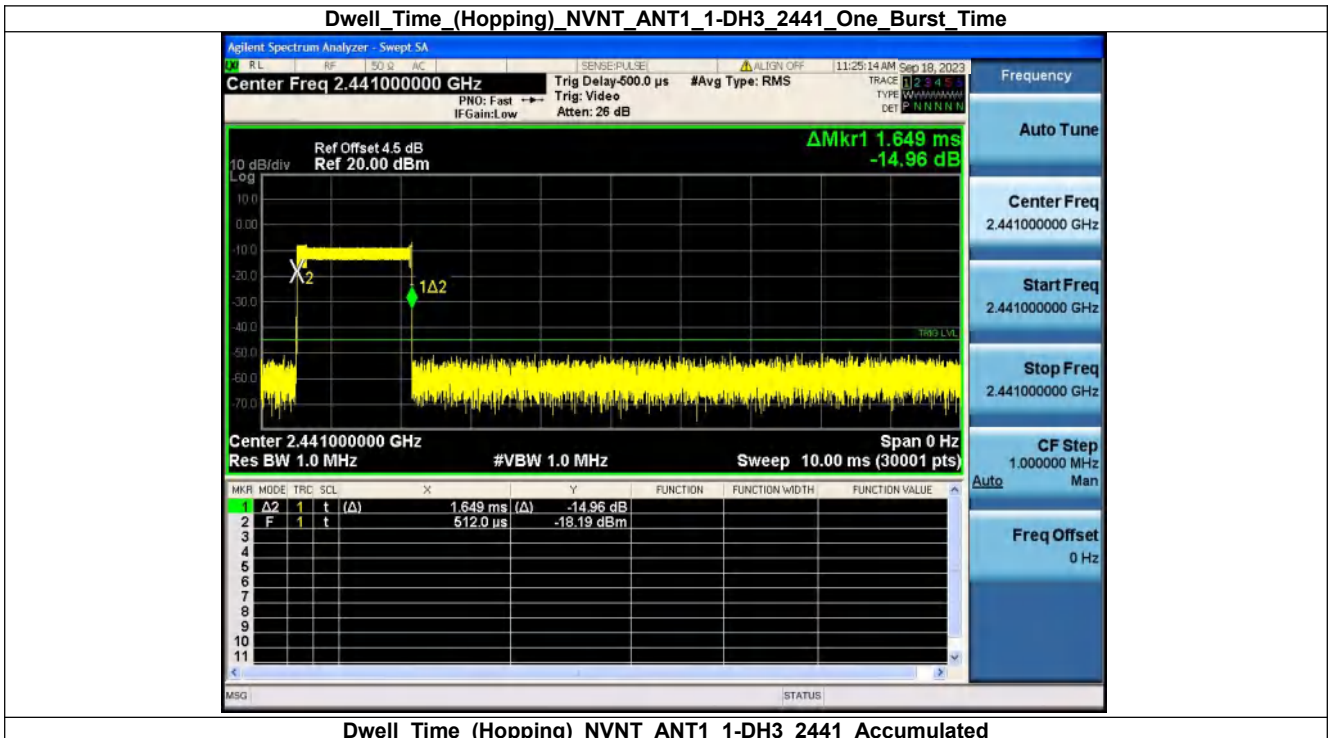 Dwell_Time_(Hopping)_NVNT_ANT1_1-DH3_2441_One_Burst_Time
Agilent Spectrum Analyzer - Swept SA
RL RF 50 Ω AC SENSE:PULSE ALIGN OFF 11:25:14 AM Sep 18, 2023
Center Freq 2.441000000 GHz Trig Delay-500.0 µs #Avg Type: RMS TRACE 1 2 3 4 5 6
PNO: Fast Trig: Video TYPE
IFGain:Low Atten: 26 dB DET P N N N N N
Frequency
Auto Tune
ΔMkr1 1.649 ms
-14.96 dB
Ref Offset 4.5 dB
10 dB/div Ref 20.00 dBm
Log
10.0
0.00
-10.0
-20.0
-30.0
-40.0
-50.0
-60.0
-70.0
2
1Δ2
TRIG LVL
Center 2.441000000 GHz Span 0 Hz
Res BW 1.0 MHz #VBW 1.0 MHz Sweep 10.00 ms (30001 pts)
Center Freq
2.441000000 GHz
Start Freq
2.441000000 GHz
Stop Freq
2.441000000 GHz
CF Step
1.000000 MHz
Auto Man
Freq Offset
0 Hz
MKR MODE TRC SCL X Y FUNCTION FUNCTION WIDTH FUNCTION VALUE
1 Δ2 1 t (Δ) 1.649 ms (Δ) -14.96 dB
2 F 1 t 512.0 µs -18.19 dBm
3
4
5
6
7
8
9
10
11
MSG STATUS
Dwell_Time_(Hopping)_NVNT_ANT1_1-DH3_2441_Accumulated